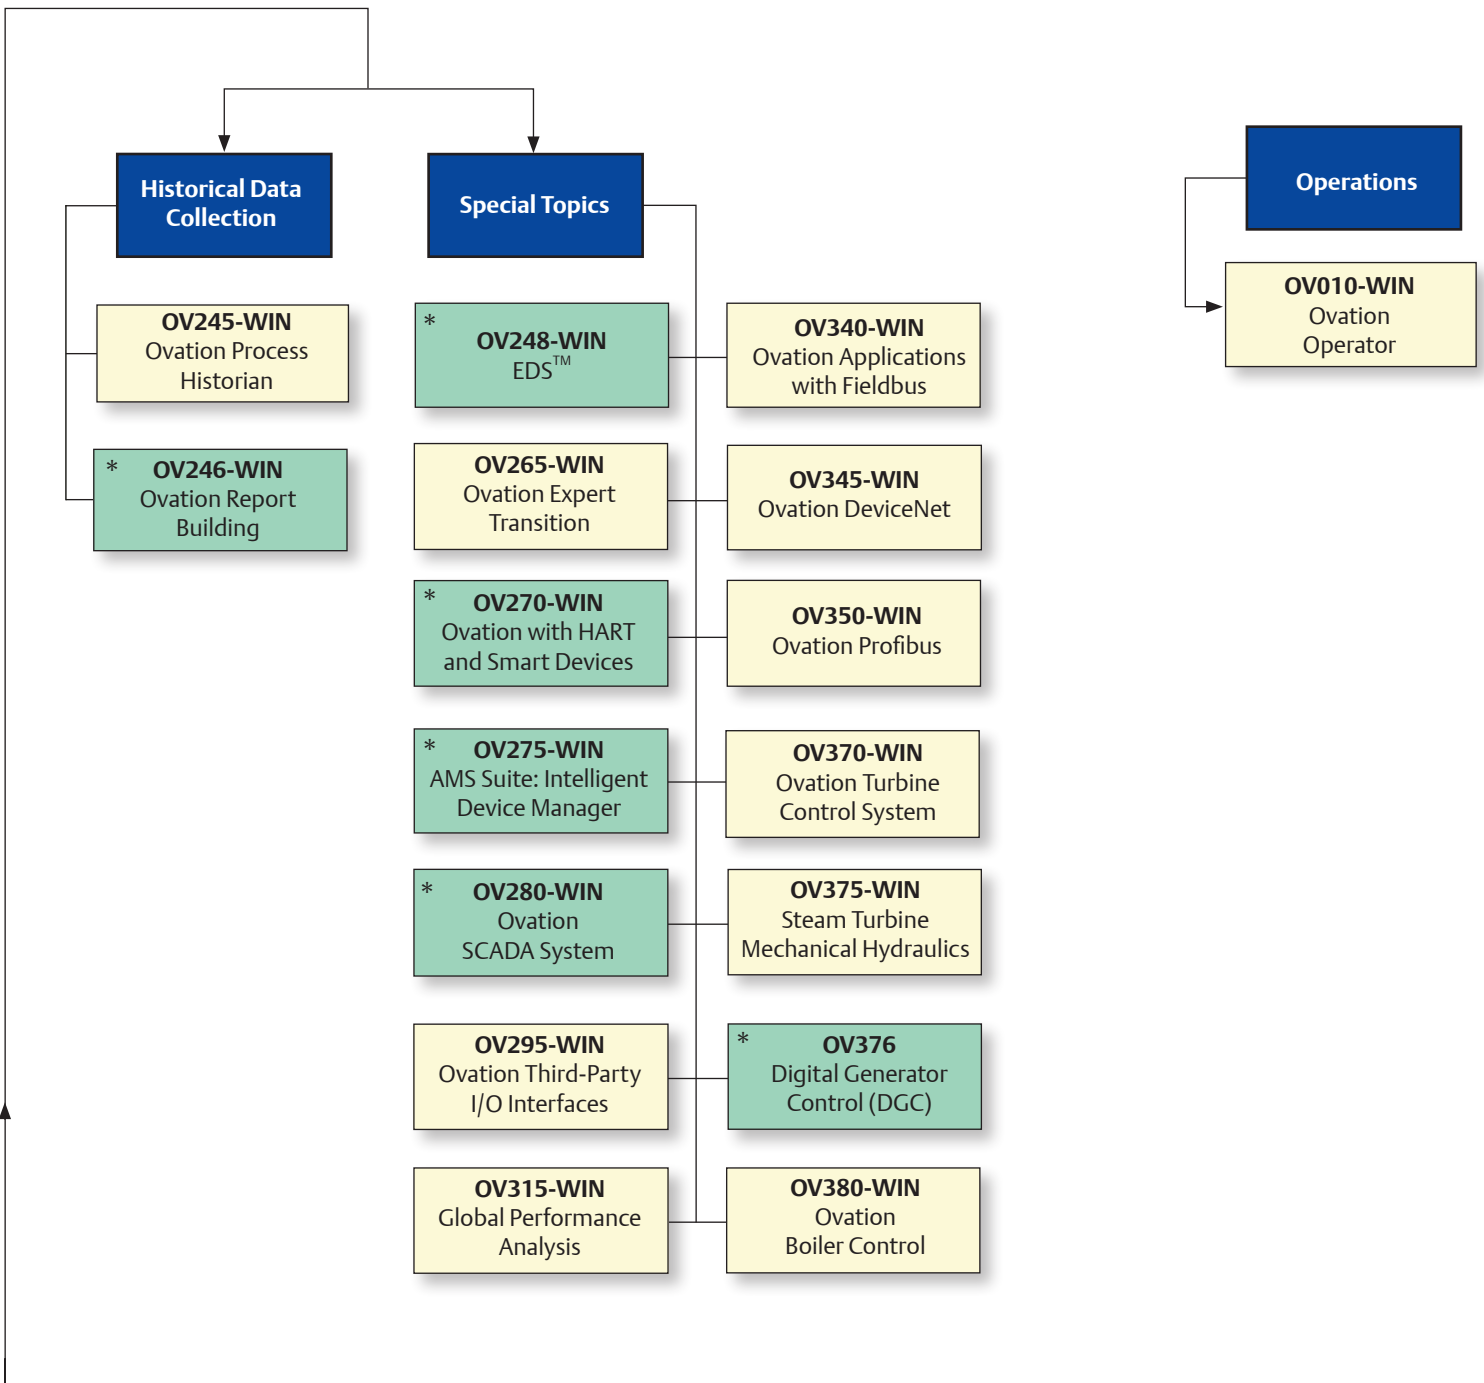 Historical Data
Collection
Special Topics
Operations
OV245-WIN
Ovation Process
Historian
*
OV246-WIN
Ovation Report
Building
*
OV248-WIN
EDS™
OV265-WIN
Ovation Expert
Transition
*
OV270-WIN
Ovation with HART
and Smart Devices
*
OV275-WIN
AMS Suite: Intelligent
Device Manager
*
OV280-WIN
Ovation
SCADA System
OV295-WIN
Ovation Third-Party
I/O Interfaces
OV315-WIN
Global Performance
Analysis
OV340-WIN
Ovation Applications
with Fieldbus
OV345-WIN
Ovation DeviceNet
OV350-WIN
Ovation Profibus
OV370-WIN
Ovation Turbine
Control System
OV375-WIN
Steam Turbine
Mechanical Hydraulics
*
OV376
Digital Generator
Control (DGC)
OV380-WIN
Ovation
Boiler Control
OV010-WIN
Ovation
Operator